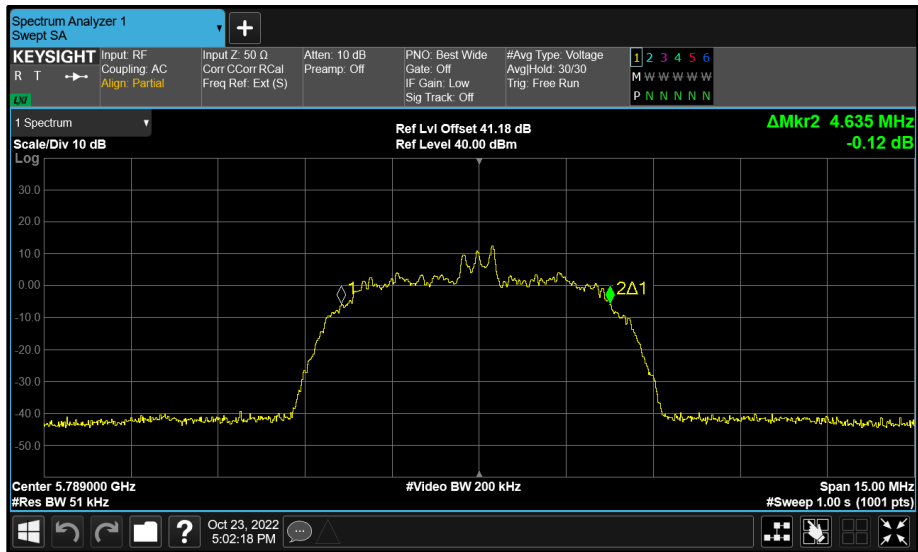 Spectrum Analyzer 1
Swept SA
+
KEYSIGHT
R T
LXI
Input: RF
Coupling: AC
Align: Partial
Input Z: 50 Ω
Corr CCorr RCal
Freq Ref: Ext (S)
Atten: 10 dB
Preamp: Off
PNO: Best Wide
Gate: Off
IF Gain: Low
Sig Track: Off
#Avg Type: Voltage
Avg|Hold: 30/30
Trig: Free Run
1 2 3 4 5 6
M W W W W W
P N N N N N
1 Spectrum
Scale/Div 10 dB
Ref Lvl Offset 41.18 dB
Ref Level 40.00 dBm
ΔMkr2 4.635 MHz
-0.12 dB
Log
30.0
20.0
10.0
0.00
-10.0
-20.0
-30.0
-40.0
-50.0
1
2Δ1
Center 5.789000 GHz
#Res BW 51 kHz
#Video BW 200 kHz
Span 15.00 MHz
#Sweep 1.00 s (1001 pts)
?
Oct 23, 2022
5:02:18 PM